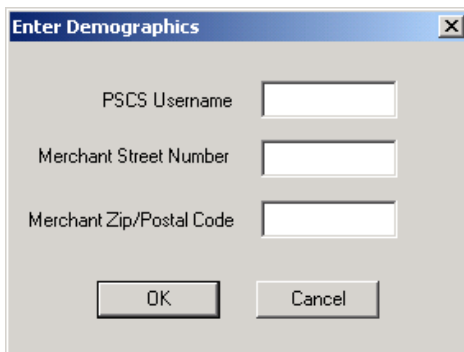 Enter Demographics
PSCS Username
Merchant Street Number
Merchant Zip/Postal Code
OK Cancel